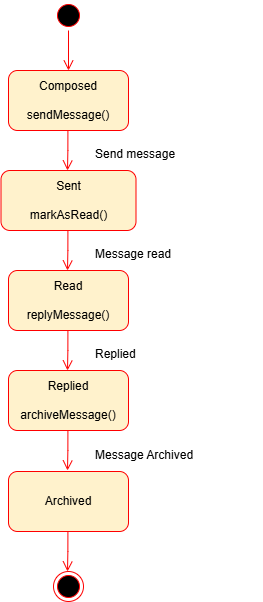 Composed
sendMessage()
Send message
Sent
markAsRead()
Message read
Read
replyMessage()
Replied
Replied
archiveMessage()
Message Archived
Archived